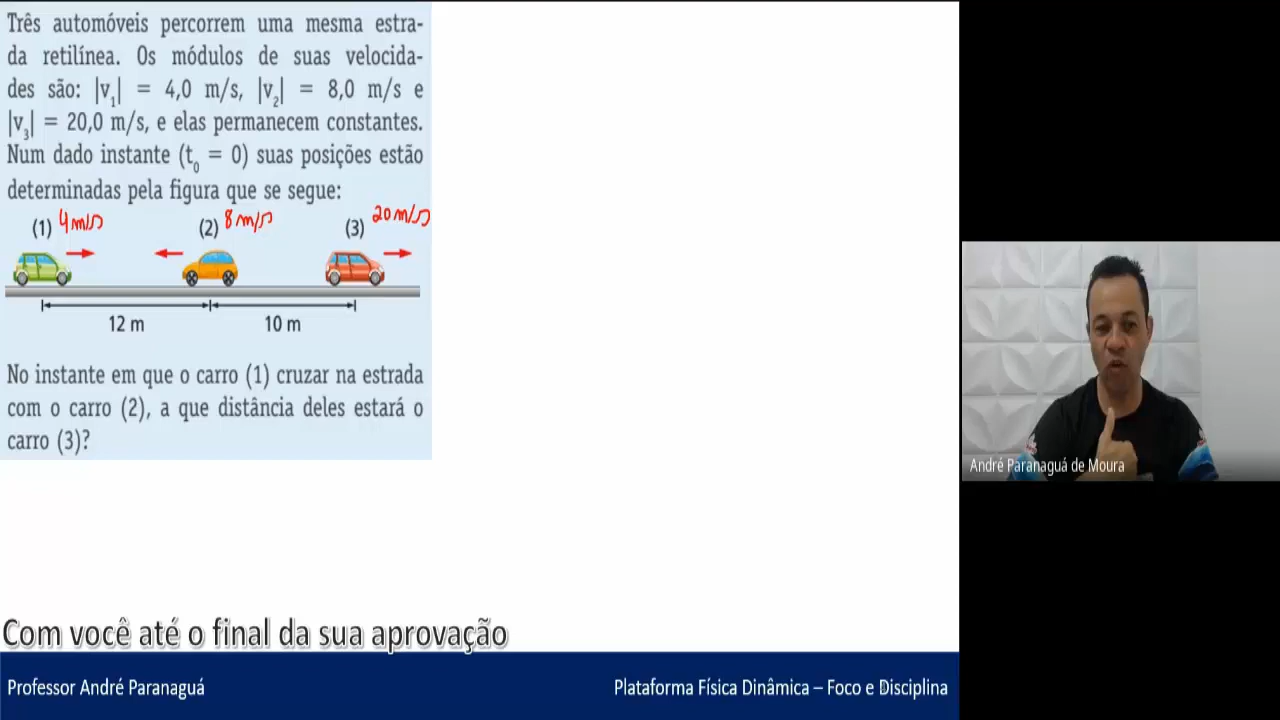 Três automóveis percorrem uma mesma estra-
da retilínea. Os módulos de suas velocida-
des são: |v₁| = 4,0 m/s, |v₂| = 8,0 m/s e
|v₃| = 20,0 m/s, e elas permanecem constantes.
Num dado instante (t₀ = 0) suas posições estão
determinadas pela figura que se segue:
(1) 4m/s (2) 8m/s (3) 20m/s
12 m 10 m
No instante em que o carro (1) cruzar na estrada
com o carro (2), a que distância deles estará o
carro (3)?
André Paranaguá de Moura
Com você até o final da sua aprovação
Professor André Paranaguá Plataforma Física Dinâmica – Foco e Disciplina